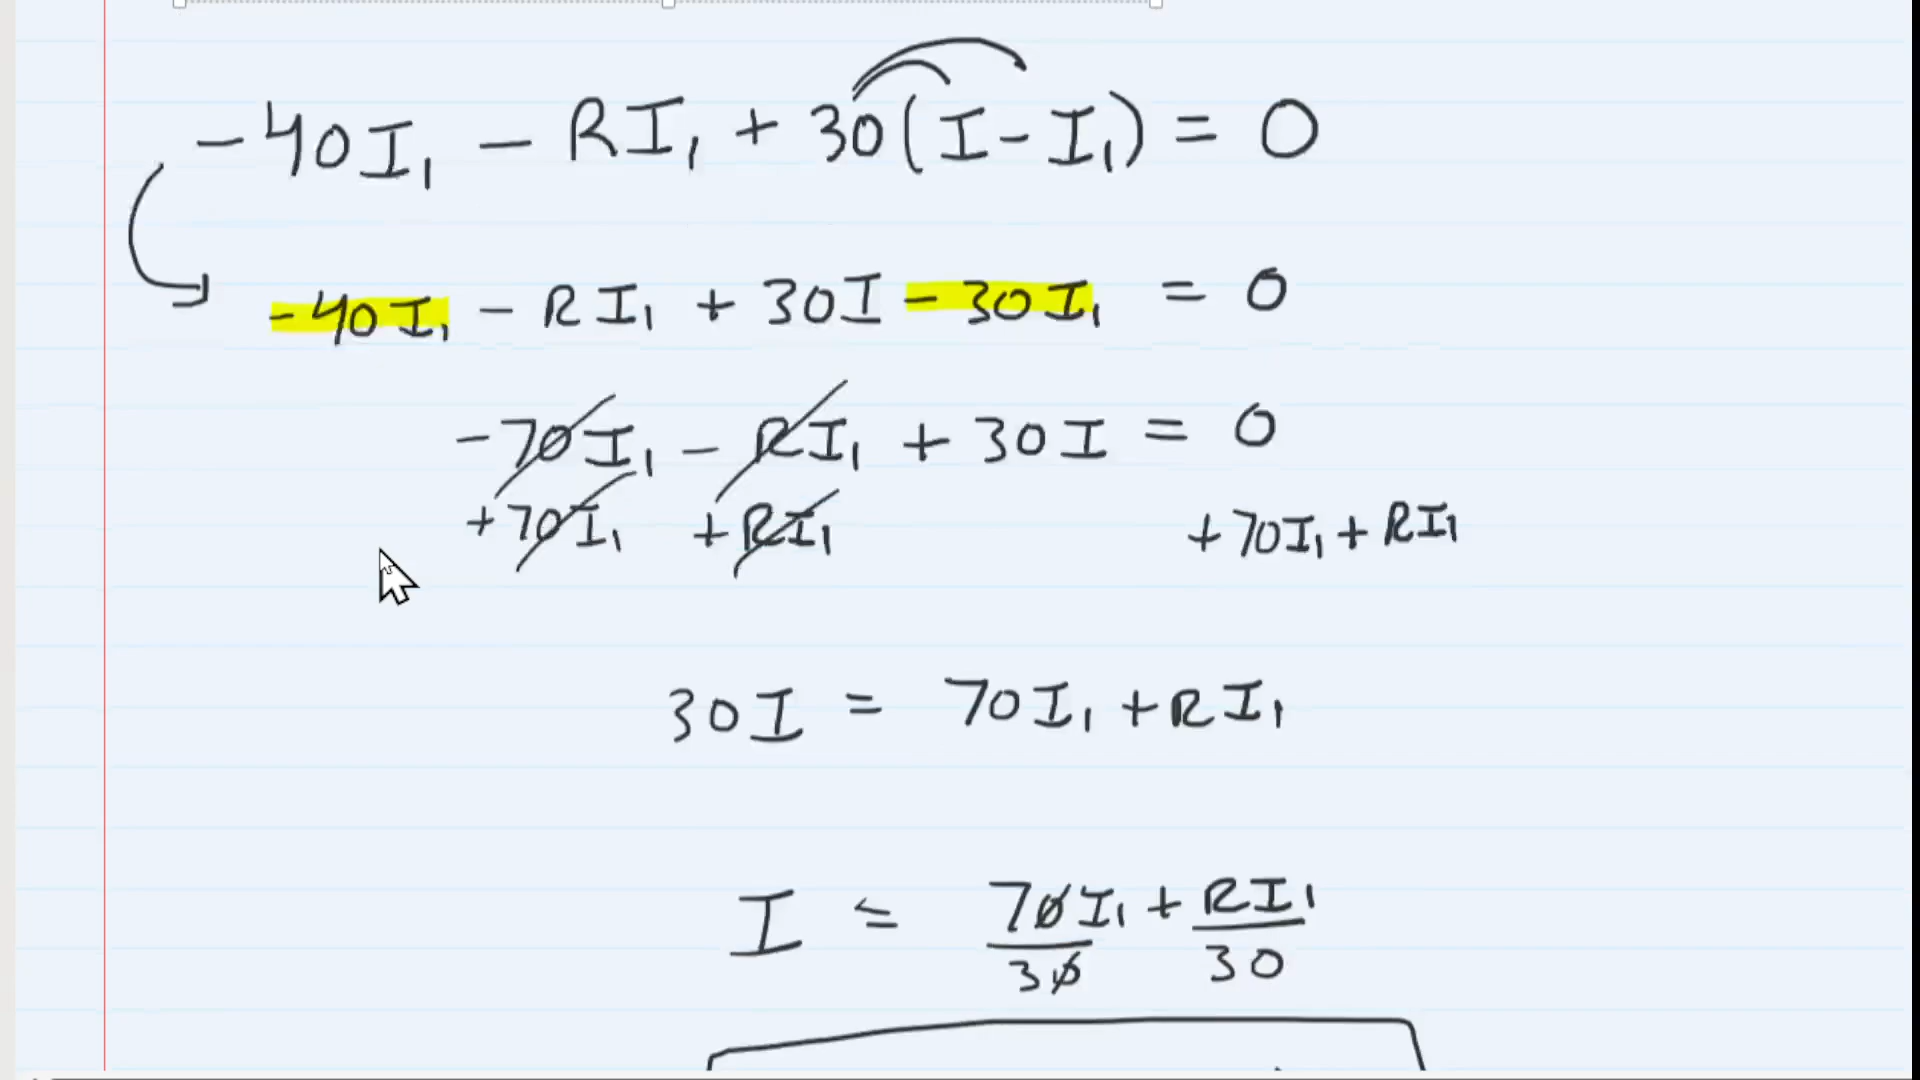 -40I₁ - RI₁ + 30(I - I₁) = 0
-40I₁ - RI₁ + 30I - 30I₁ = 0
-70I₁ - RI₁ + 30I = 0
+70I₁ +RI₁ +70I₁ + RI₁
30I = 70I₁ + RI₁
I = 70I₁/30 + RI₁/30